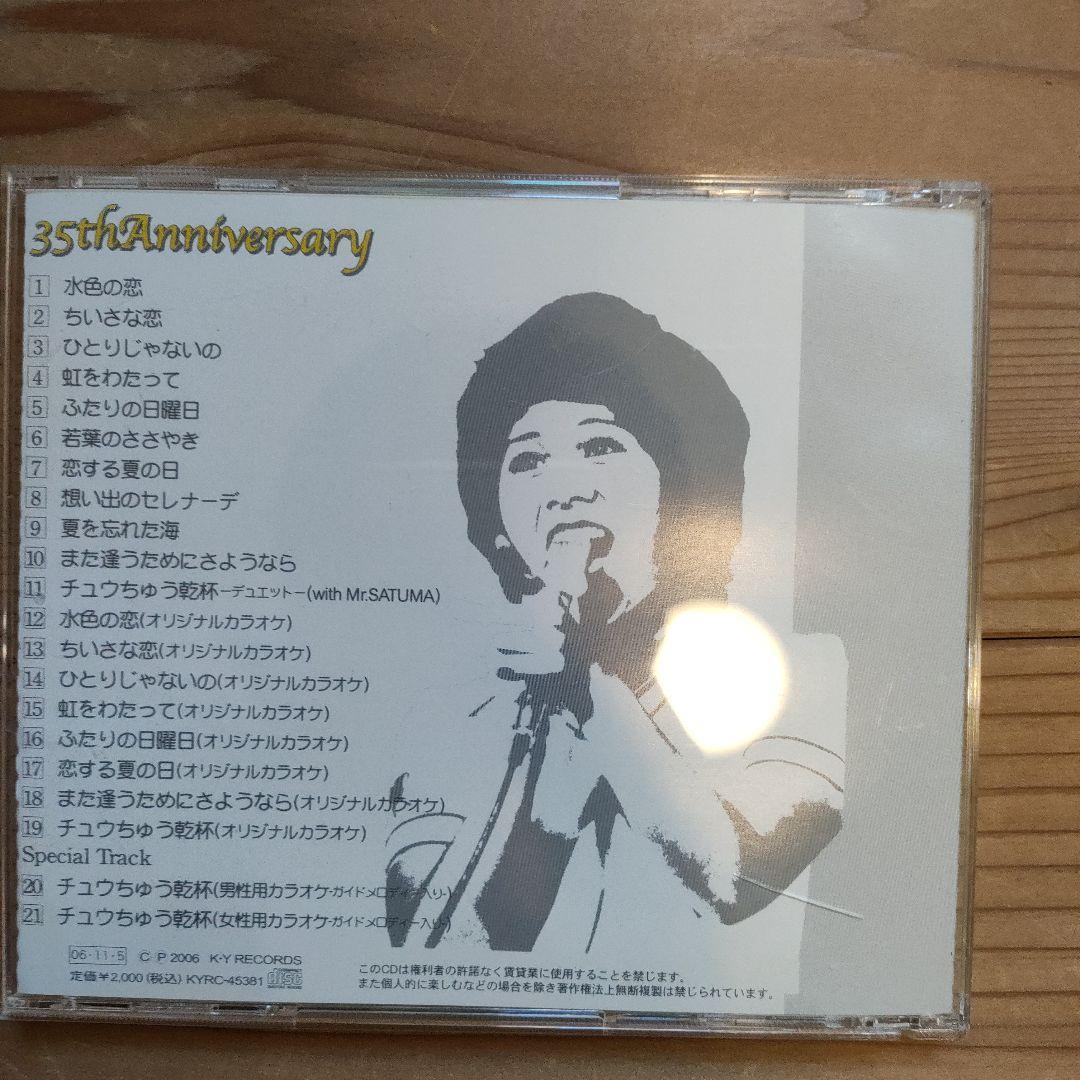 35thAnniversary
1 水色の恋
2 ちいさな恋
3 ひとりじゃないの
4 虹をわたって
5 ふたりの日曜日
6 若葉のささやき
7 恋する夏の日
8 想い出のセレナーデ
9 夏を忘れた海
10 また逢うためにさようなら
11 チュウちゅう乾杯-デュエット-(with Mr.SATUMA)
12 水色の恋(オリジナルカラオケ)
13 ちいさな恋(オリジナルカラオケ)
14 ひとりじゃないの(オリジナルカラオケ)
15 虹をわたって(オリジナルカラオケ)
16 ふたりの日曜日(オリジナルカラオケ)
17 恋する夏の日(オリジナルカラオケ)
18 また逢うためにさようなら(オリジナルカラオケ)
19 チュウちゅう乾杯(オリジナルカラオケ)
Special Track
20 チュウちゅう乾杯(男性用カラオケ-ガイドメロディー入り-)
21 チュウちゅう乾杯(女性用カラオケ-ガイドメロディー入り-)
06・11・5 C P 2006 K・Y RECORDS
定価¥2,000(税込) KYRC-45381 disc
このCDは権利者の許諾なく賃貸業に使用することを禁じます。
また個人的に楽しむなどの場合を除き著作権法上無断複製は禁じられています。